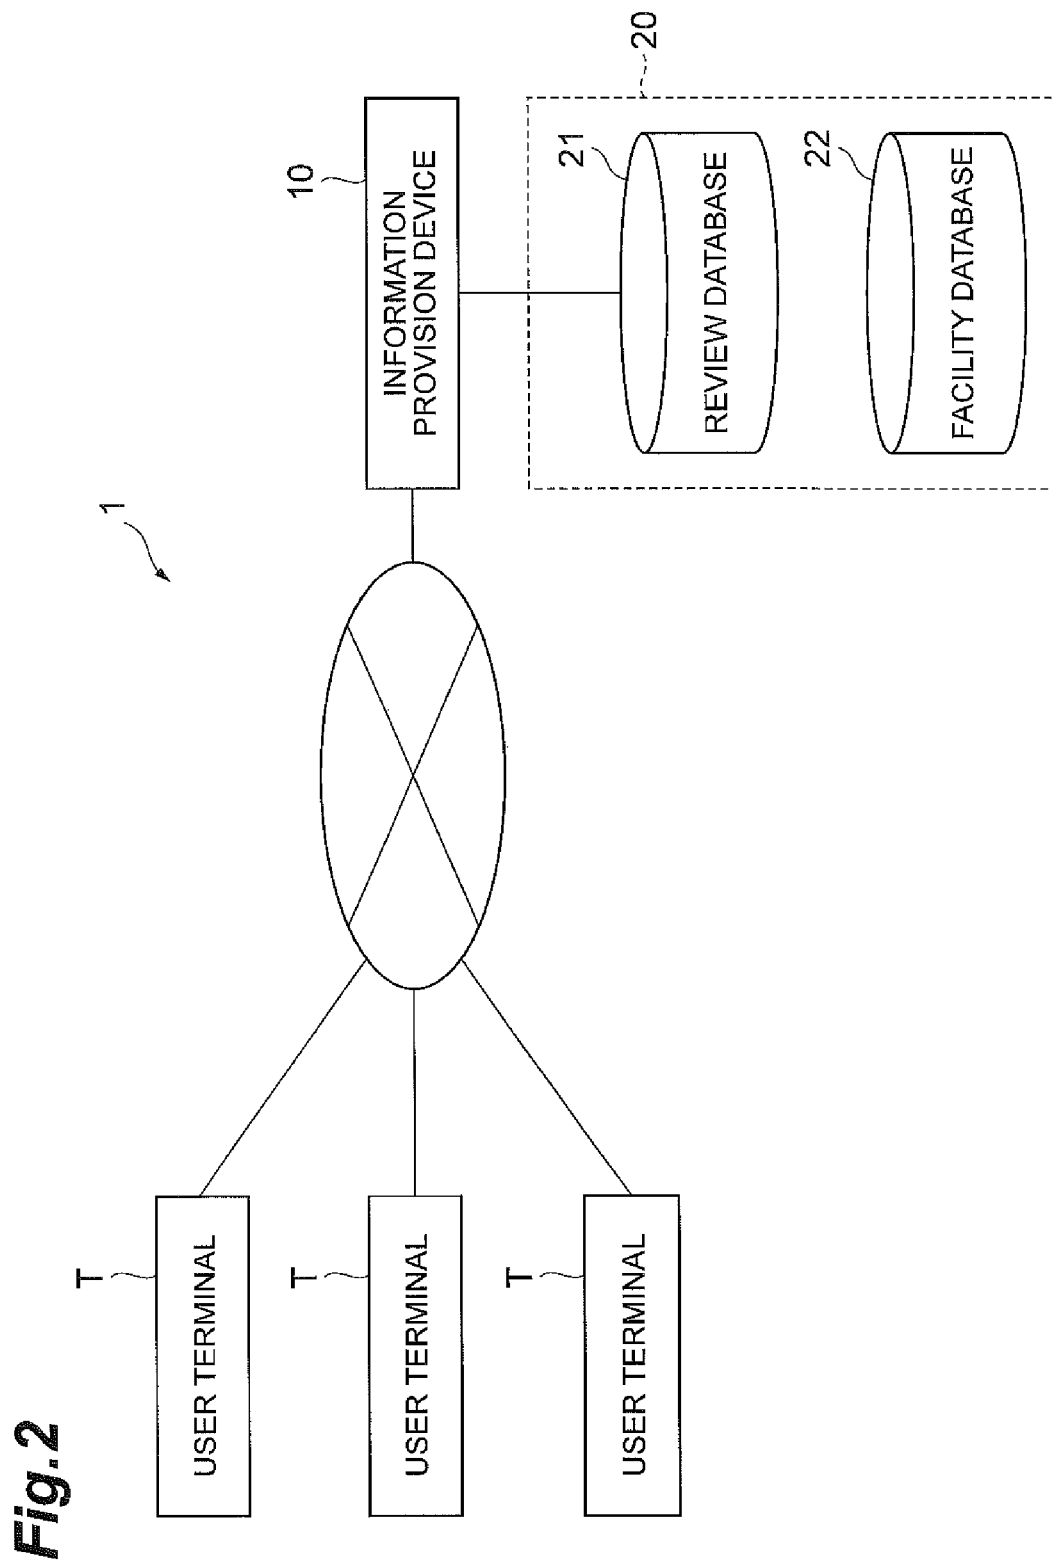 Fig.2
1
T
USER TERMINAL
T
USER TERMINAL
T
USER TERMINAL
10
INFORMATION
PROVISION DEVICE
20
21
REVIEW DATABASE
22
FACILITY DATABASE